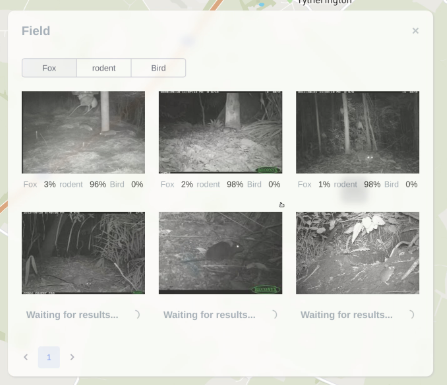 Tytherington
Field
×
Fox rodent Bird
Fox 3% rodent 96% Bird 0% Fox 2% rodent 98% Bird 0% Fox 1% rodent 98% Bird 0%
Waiting for results... Waiting for results... Waiting for results...
1